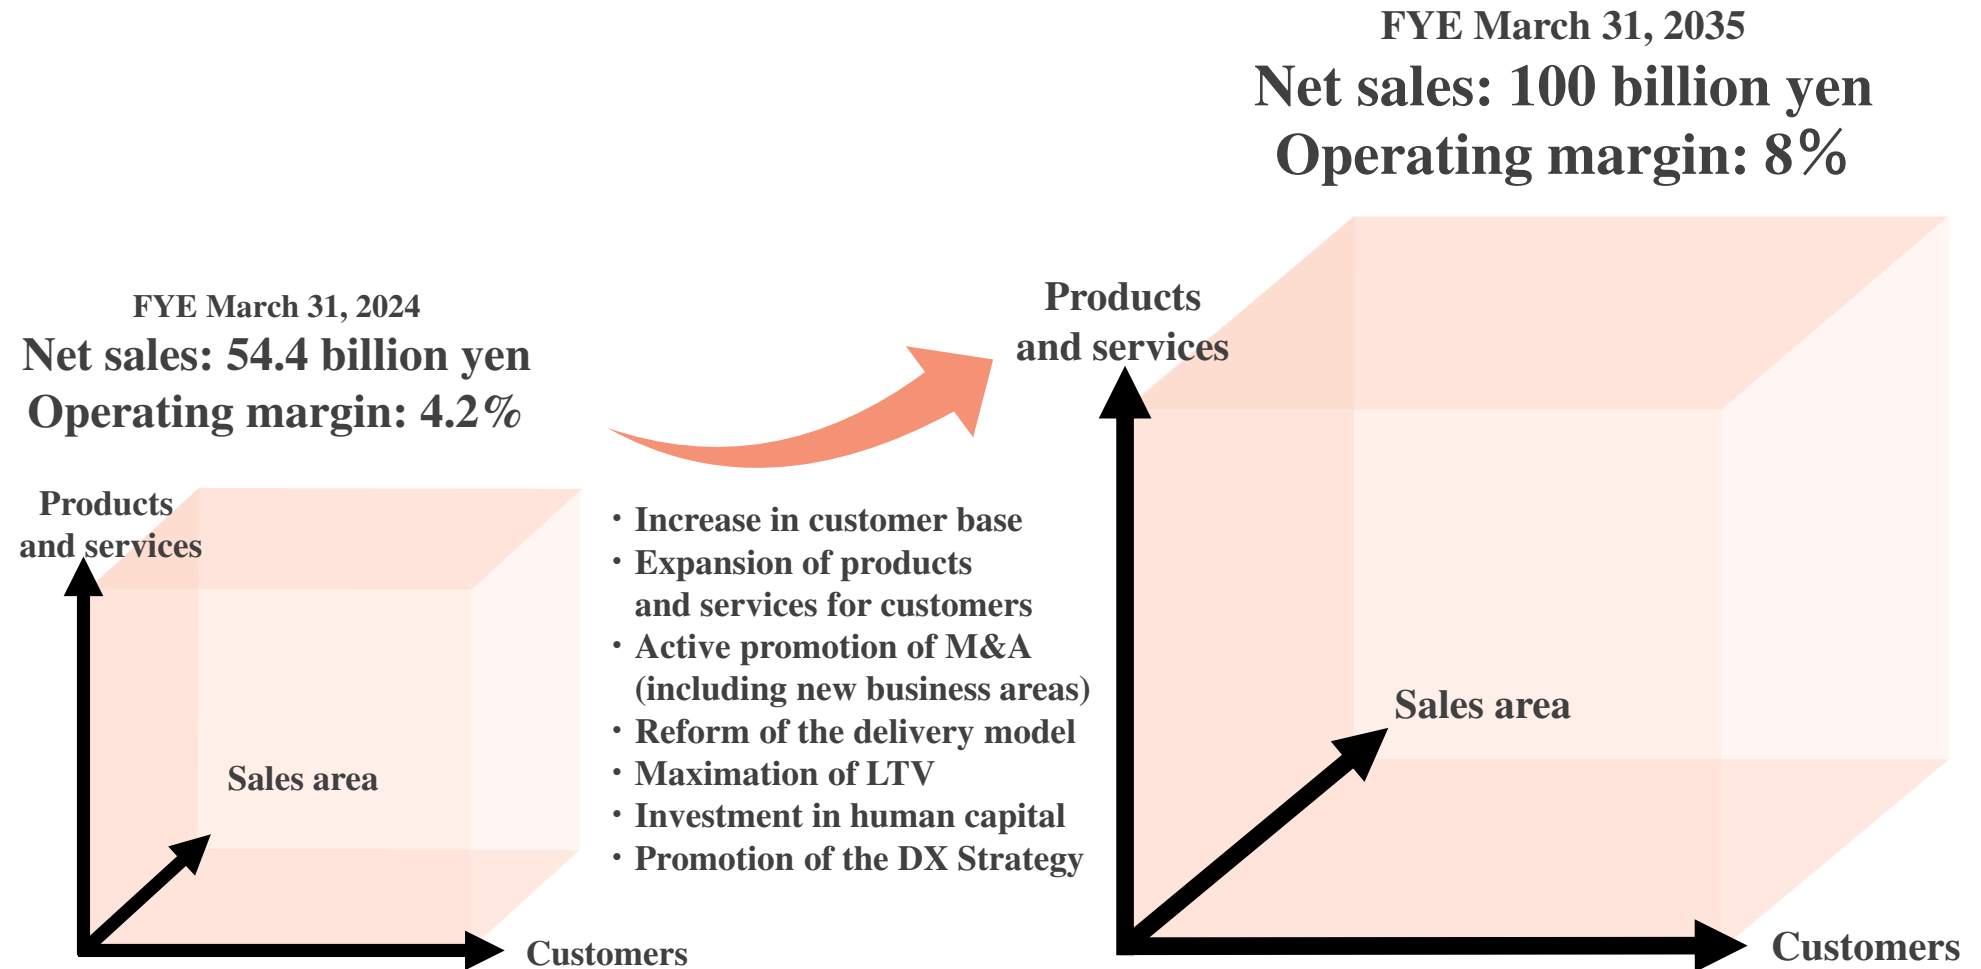 FYE March 31, 2024
Net sales: 54.4 billion yen
Operating margin: 4.2%
Products
and services
Sales area
Customers
・Increase in customer base
・Expansion of products
and services for customers
・Active promotion of M&A
(including new business areas)
・Reform of the delivery model
・Maximation of LTV
・Investment in human capital
・Promotion of the DX Strategy
FYE March 31, 2035
Net sales: 100 billion yen
Operating margin: 8%
Products
and services
Sales area
Customers